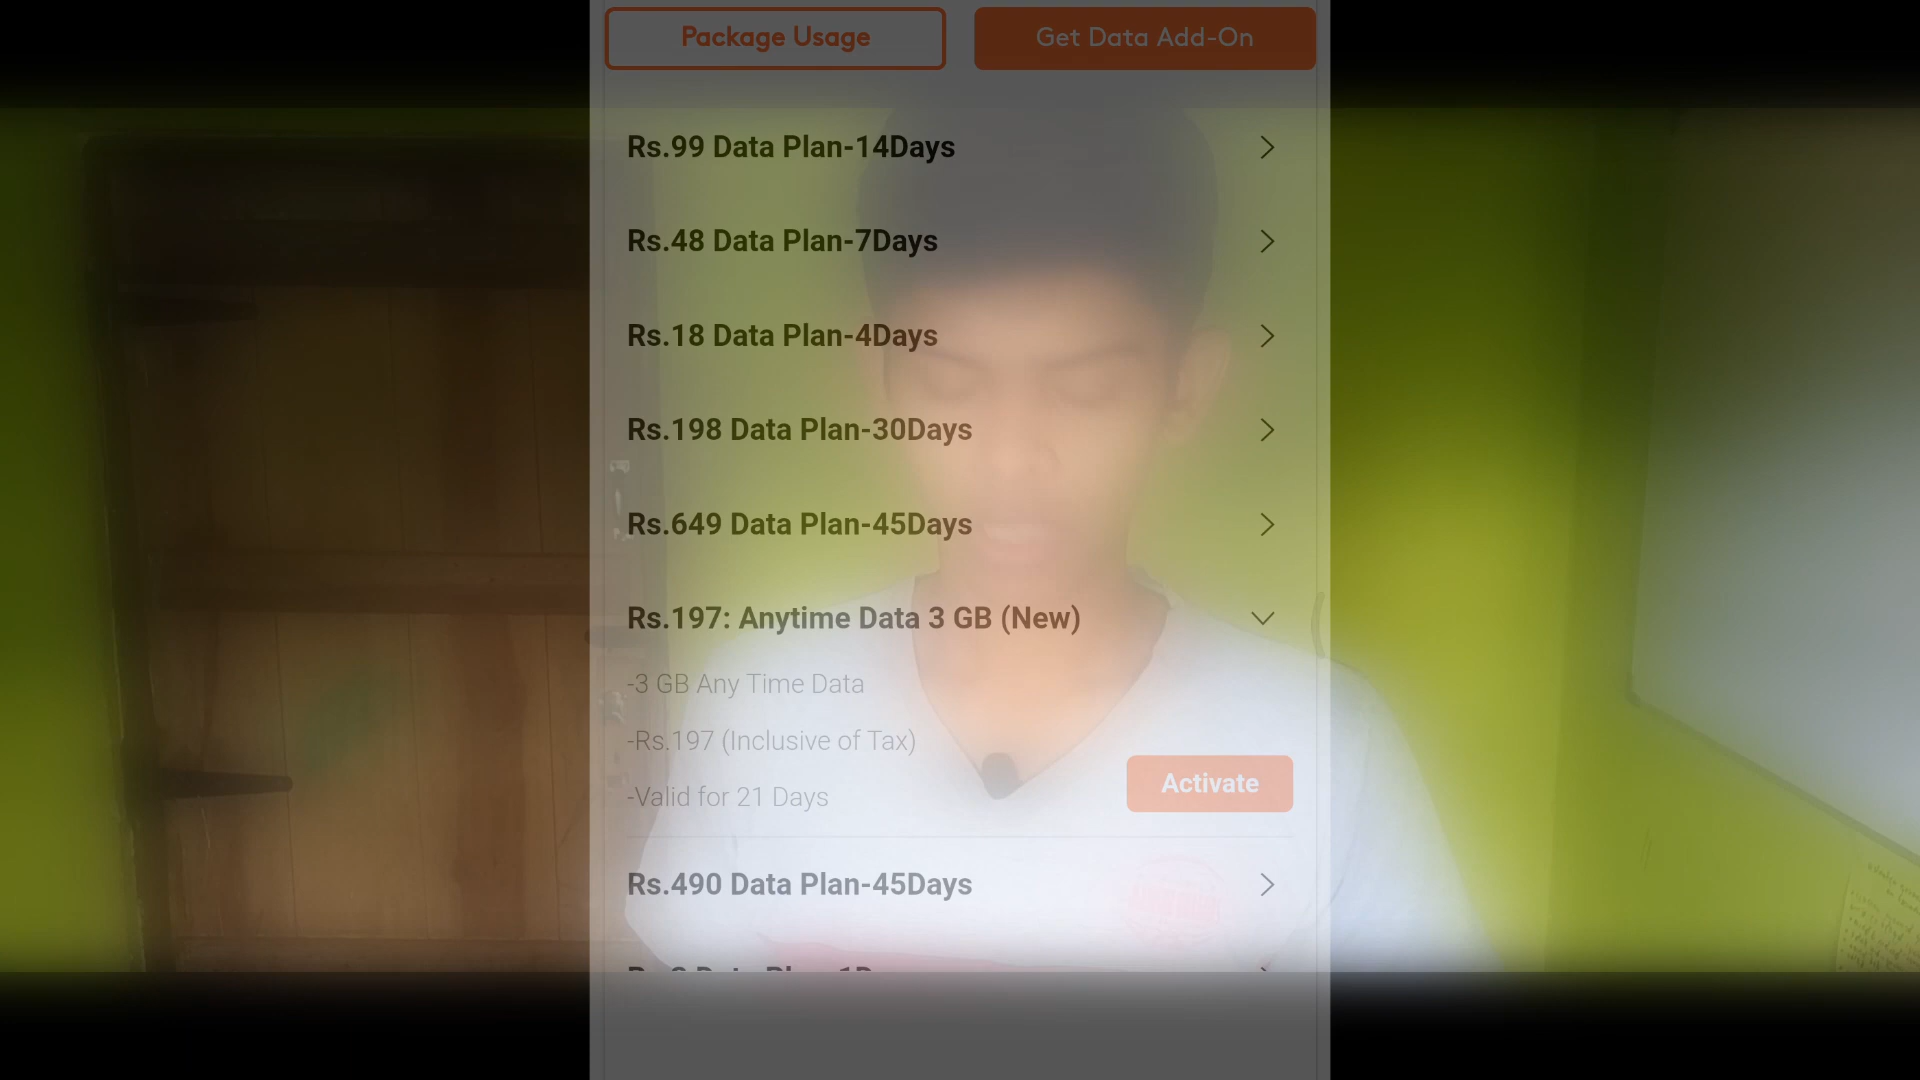 Package Usage
Get Data Add-On
Rs.99 Data Plan-14Days
Rs.48 Data Plan-7Days
Rs.18 Data Plan-4Days
Rs.198 Data Plan-30Days
Rs.649 Data Plan-45Days
Rs.197: Anytime Data 3 GB (New)
-3 GB Any Time Data
-Rs.197 (Inclusive of Tax)
-Valid for 21 Days
Activate
Rs.490 Data Plan-45Days